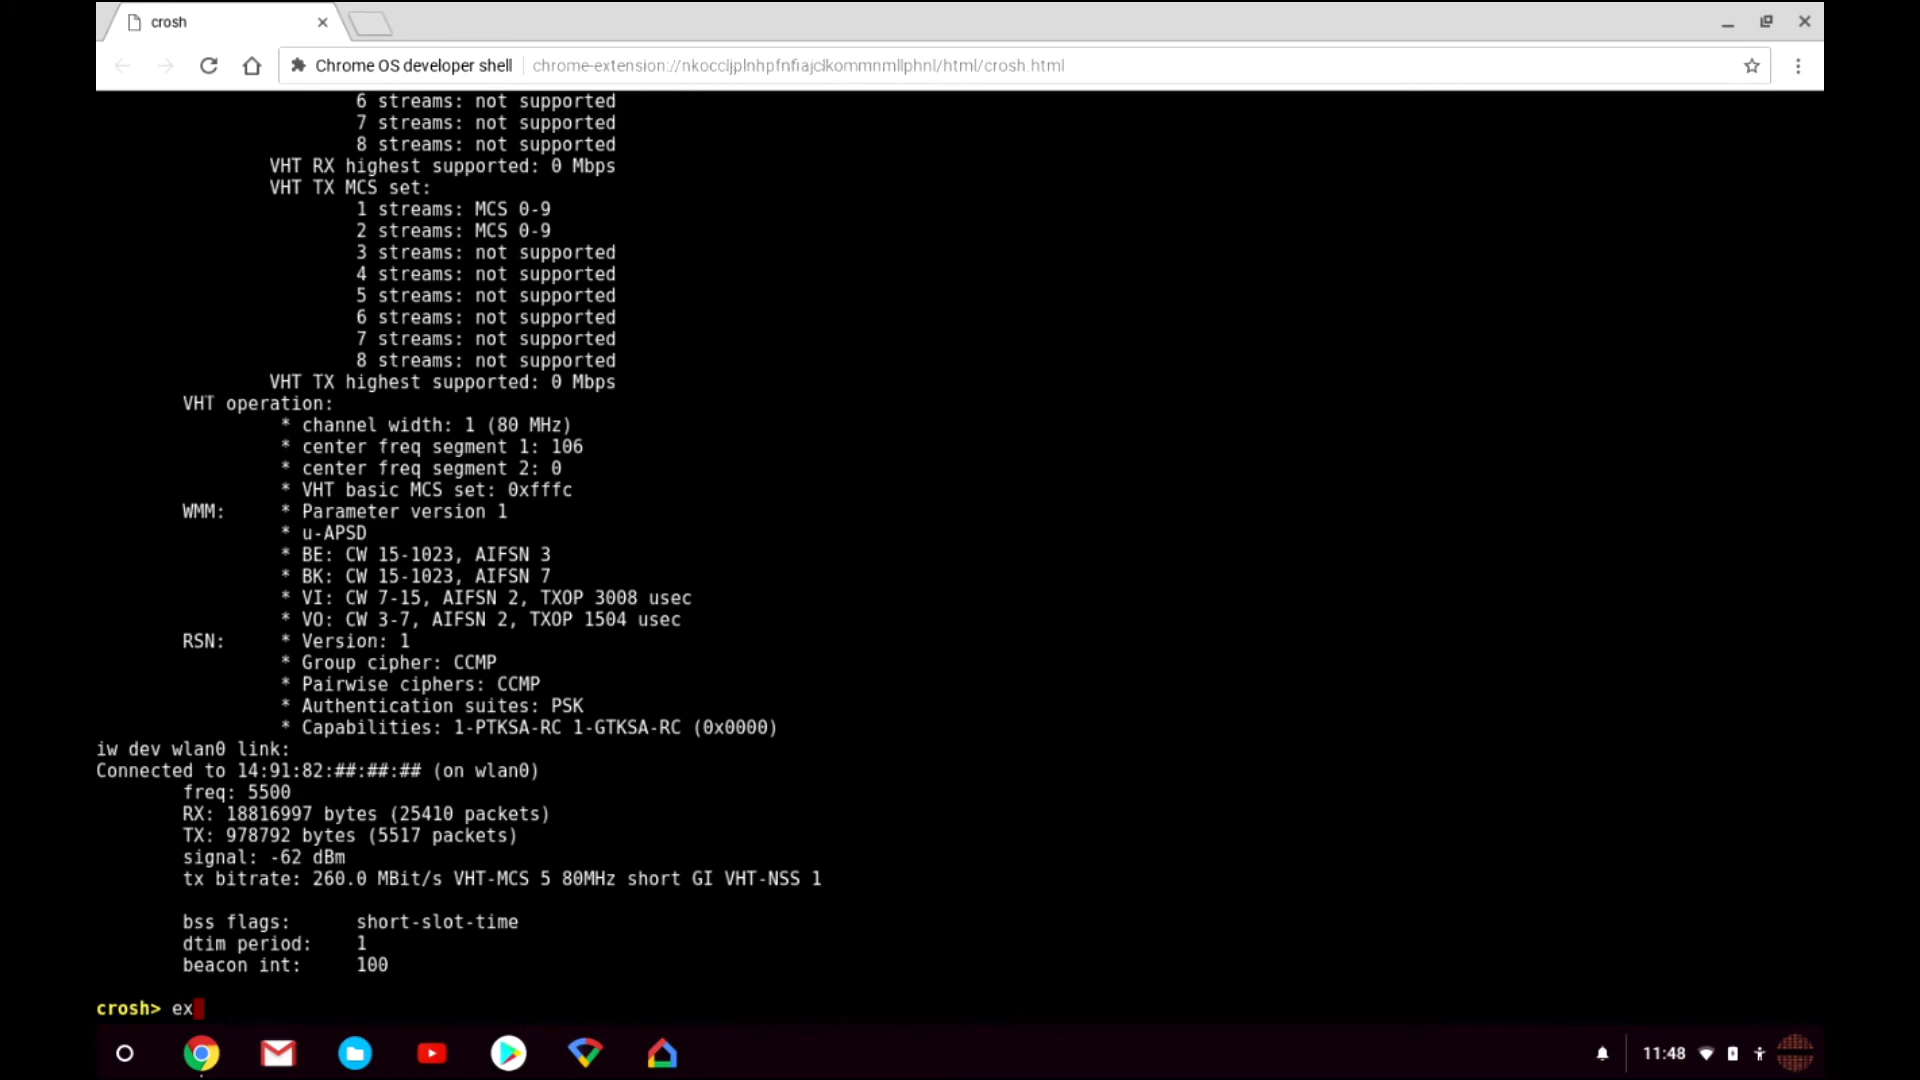 crosh
Chrome OS developer shell chrome-extension://nkoccljplnhpfnfiajclkommnmllphnl/html/crosh.html
6 streams: not supported
7 streams: not supported
8 streams: not supported
VHT RX highest supported: 0 Mbps
VHT TX MCS set:
1 streams: MCS 0-9
2 streams: MCS 0-9
3 streams: not supported
4 streams: not supported
5 streams: not supported
6 streams: not supported
7 streams: not supported
8 streams: not supported
VHT TX highest supported: 0 Mbps
VHT operation:
* channel width: 1 (80 MHz)
* center freq segment 1: 106
* center freq segment 2: 0
* VHT basic MCS set: 0xfffc
WMM: * Parameter version 1
* u-APSD
* BE: CW 15-1023, AIFSN 3
* BK: CW 15-1023, AIFSN 7
* VI: CW 7-15, AIFSN 2, TXOP 3008 usec
* VO: CW 3-7, AIFSN 2, TXOP 1504 usec
RSN: * Version: 1
* Group cipher: CCMP
* Pairwise ciphers: CCMP
* Authentication suites: PSK
* Capabilities: 1-PTKSA-RC 1-GTKSA-RC (0x0000)
iw dev wlan0 link:
Connected to 14:91:82:##:##:## (on wlan0)
freq: 5500
RX: 18816997 bytes (25410 packets)
TX: 978792 bytes (5517 packets)
signal: -62 dBm
tx bitrate: 260.0 MBit/s VHT-MCS 5 80MHz short GI VHT-NSS 1
bss flags: short-slot-time
dtim period: 1
beacon int: 100
crosh> ex
11:48